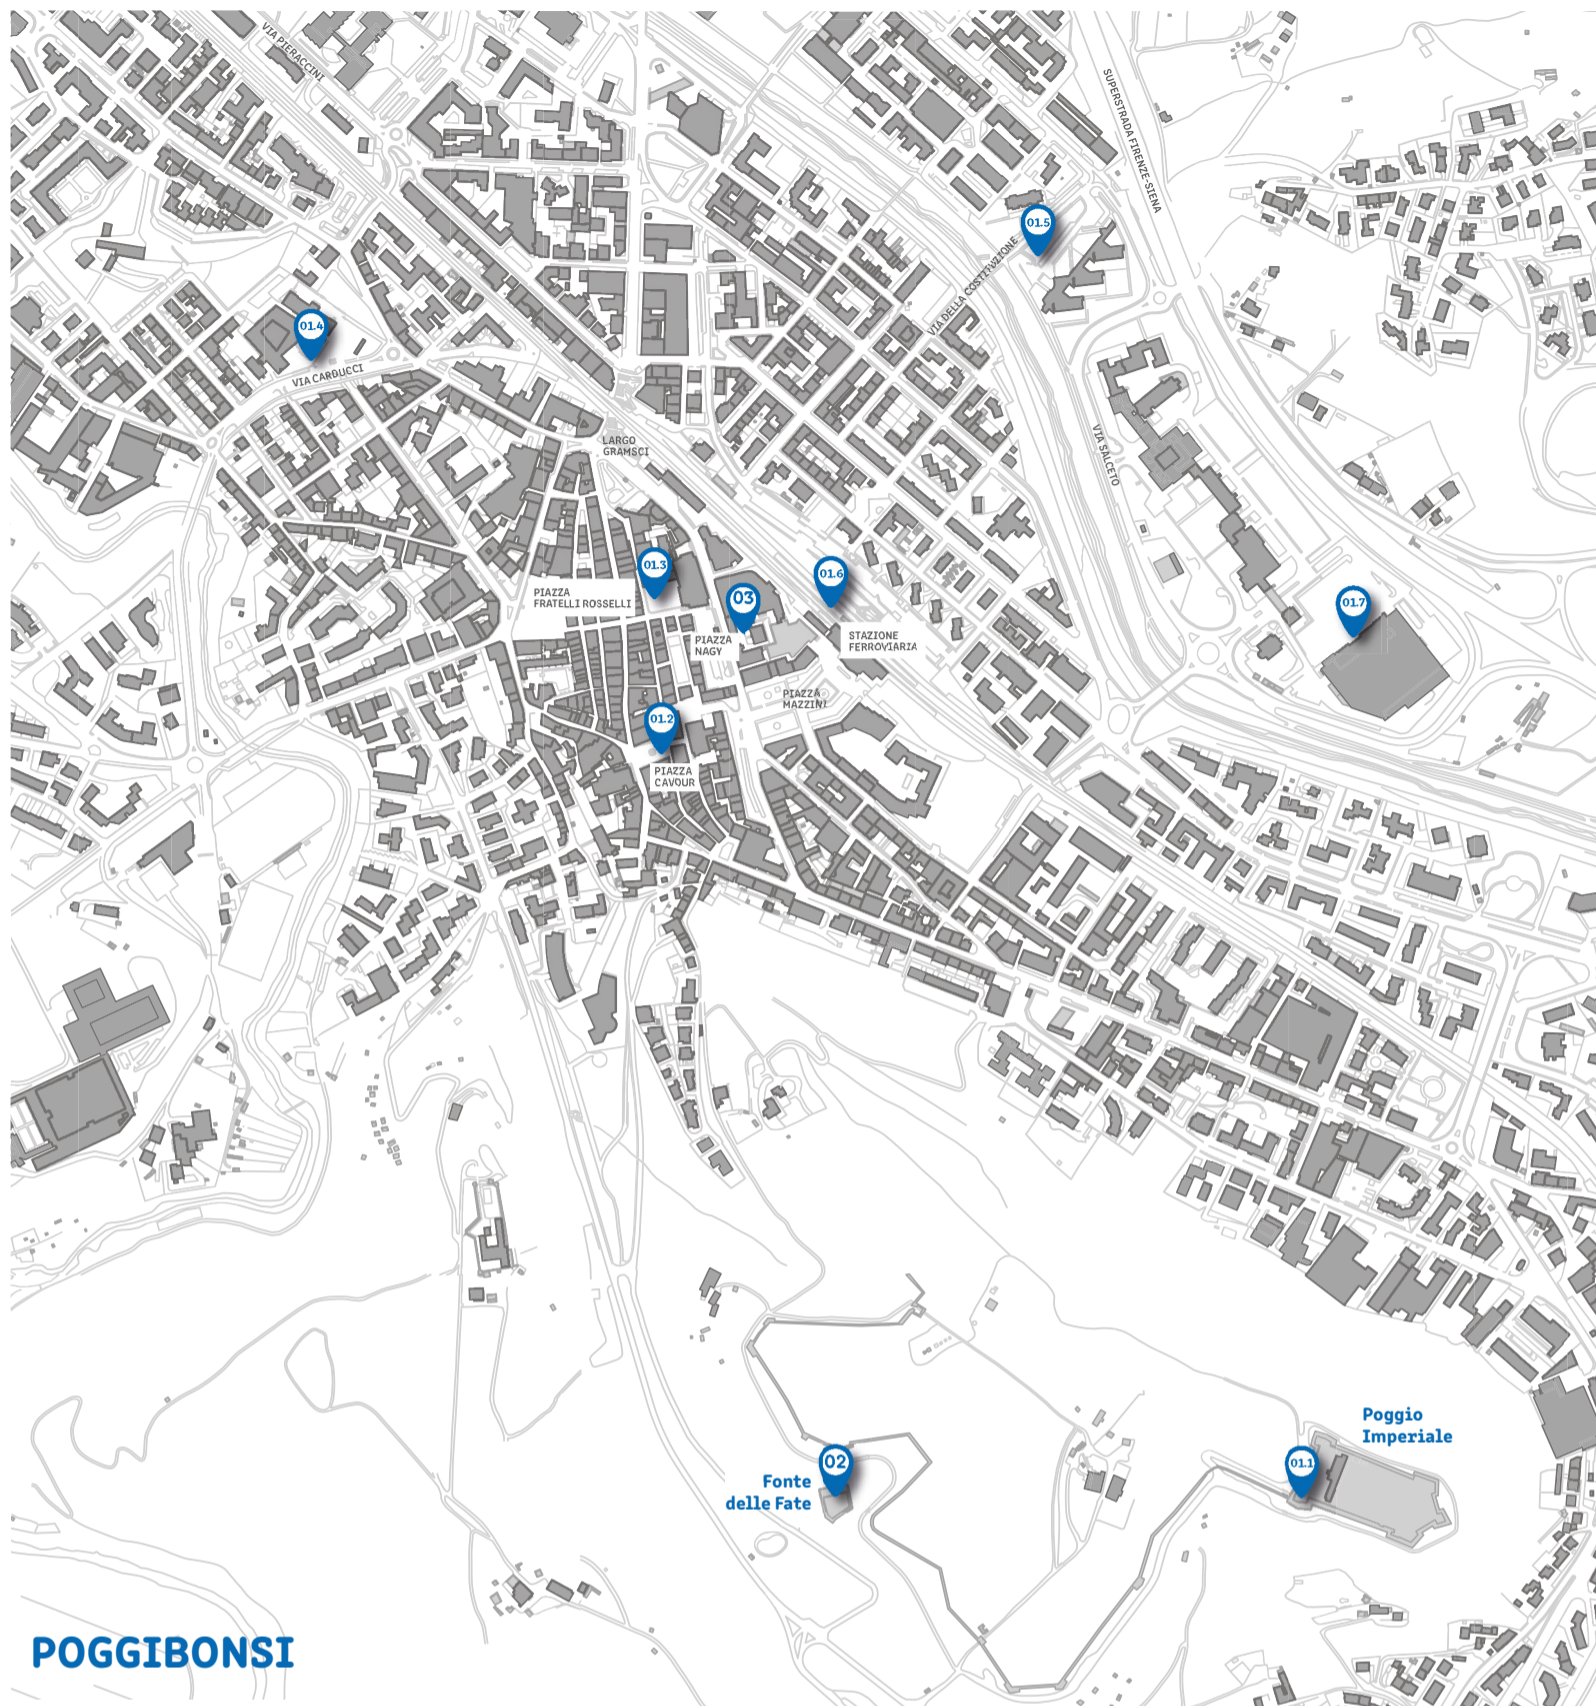 VIA PIERACCINI
SUPERSTRADA FIRENZE-SIENA
01.5
VIA DELLA COSTITUZIONE
01.4
VIA CARDUCCI
LARGO
GRAMSCI
VIA SALCETO
01.3
01.6
03
01.7
PIAZZA
FRATELLI ROSSELLI
PIAZZA
NAGY
STAZIONE
FERROVIARIA
PIAZZA
MAZZINI
01.2
PIAZZA
CAVOUR
Poggio
Imperiale
02
01.1
Fonte
delle Fate
POGGIBONSI